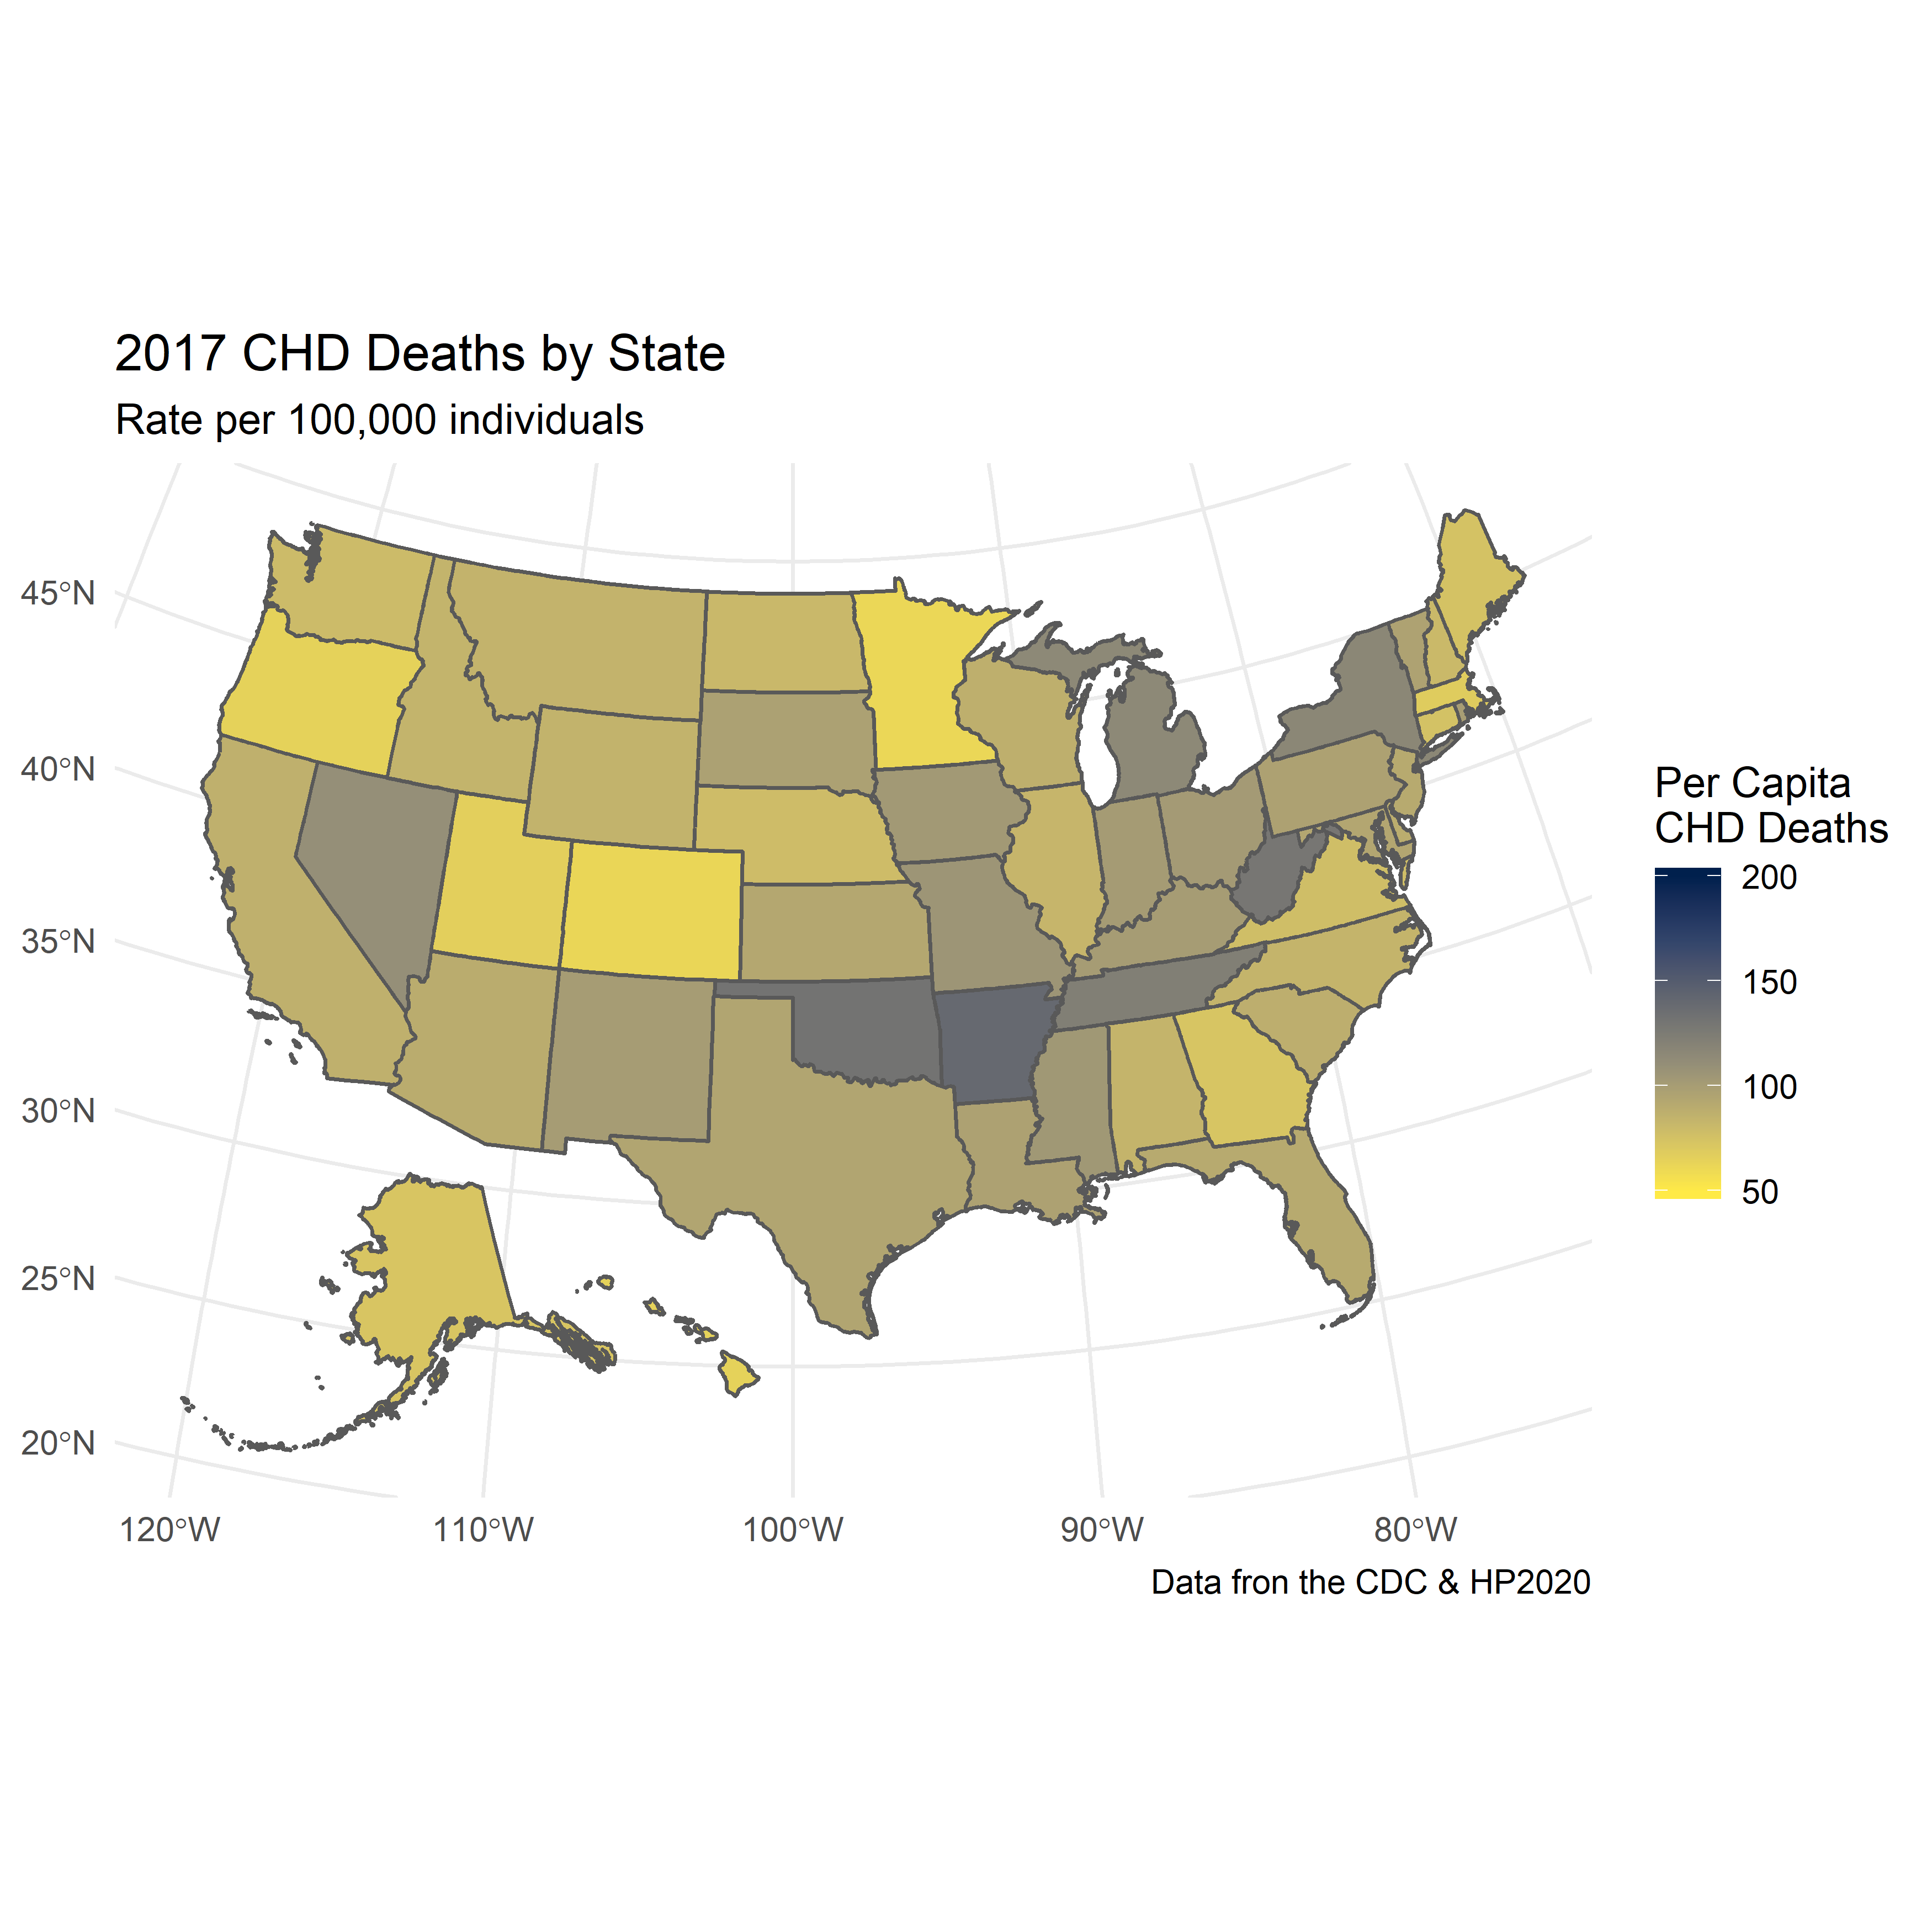 2017 CHD Deaths by State
Rate per 100,000 individuals
45°N
40°N
35°N
30°N
25°N
20°N
120°W
110°W
100°W
90°W
80°W
Data fron the CDC & HP2020
Per Capita
CHD Deaths
200
150
100
50